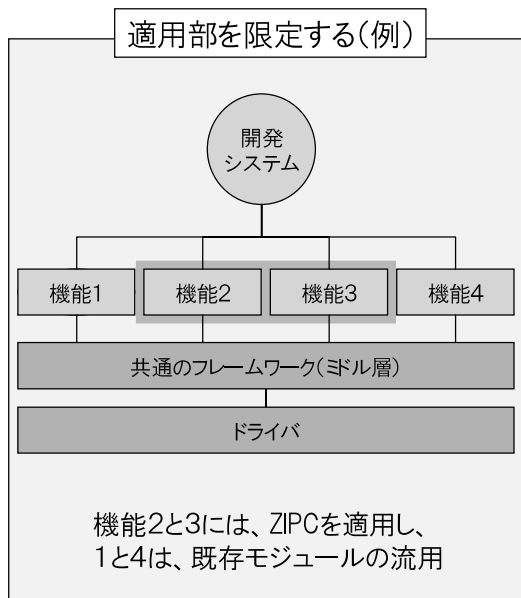 適用部を限定する(例)
開発
システム
機能1
機能2
機能3
機能4
共通のフレームワーク(ミドル層)
ドライバ
機能2と3には、ZIPCを適用し、
1と4は、既存モジュールの流用